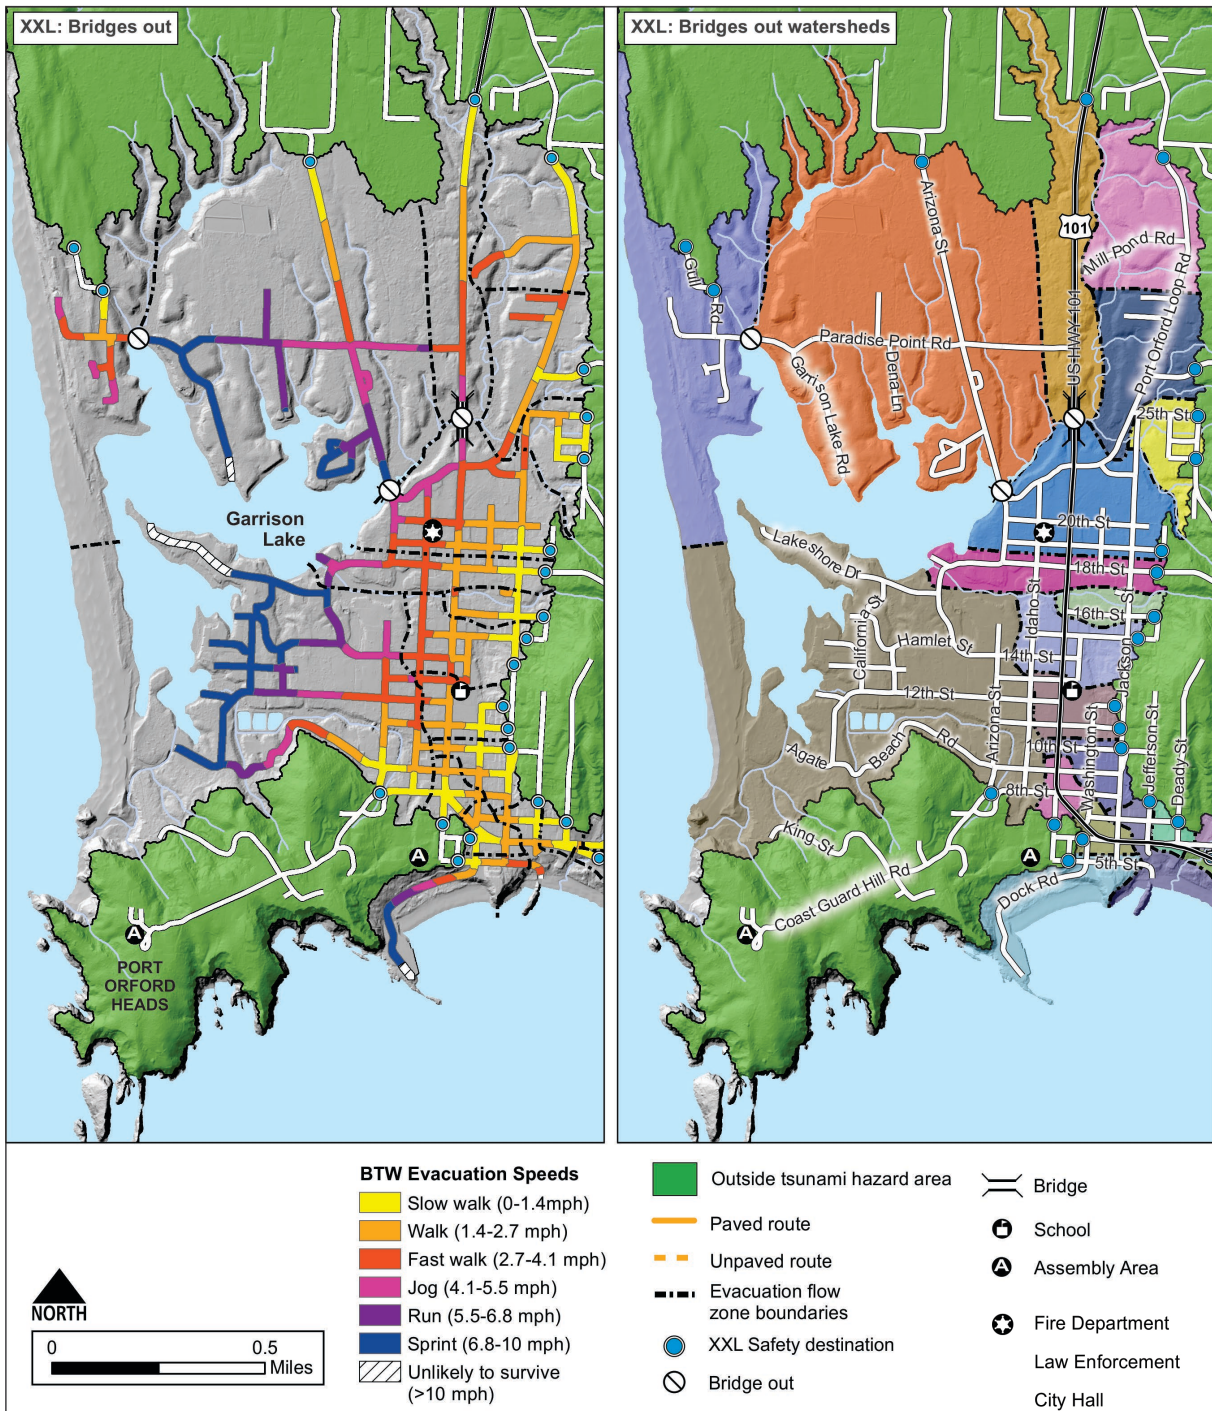 XXL: Bridges out
Garrison
Lake
PORT
ORFORD
HEADS
A
A
XXL: Bridges out watersheds
101
Arizona St
Mill Pond Rd
Gull Rd
US HWY 101
Port Orford Loop Rd
Paradise Point Rd
Dena Ln
Garrison Lake Rd
25th St
20th St
Lakeshore Dr
18th St
Idaho St
16th St
California St
Hamlet St
14th St
Jackson St
12th St
Arizona St
Washington St
10th St
Jefferson St
Deady St
Agate Beach Rd
8th St
King St
A
5th St
Coast Guard Hill Rd
Dock Rd
A
BTW Evacuation Speeds
Slow walk (0-1.4mph)
Walk (1.4-2.7 mph)
Fast walk (2.7-4.1 mph)
Jog (4.1-5.5 mph)
Run (5.5-6.8 mph)
Sprint (6.8-10 mph)
Unlikely to survive
(>10 mph)
Outside tsunami hazard area
Paved route
Unpaved route
Evacuation flow
zone boundaries
XXL Safety destination
Bridge out
Bridge
School
A
Assembly Area
Fire Department
Law Enforcement
City Hall
NORTH
0
0.5
Miles